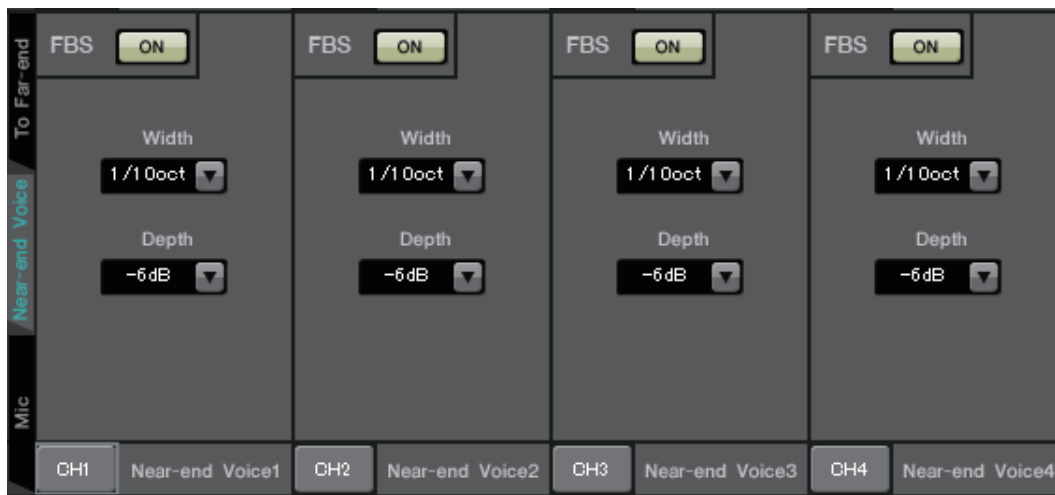 To Far-end
Near-end Voice
Mic
FBS ON FBS ON FBS ON FBS ON
Width Width Width Width
1/10oct 1/10oct 1/10oct 1/10oct
Depth Depth Depth Depth
-6dB -6dB -6dB -6dB
CH1 Near-end Voice1 CH2 Near-end Voice2 CH3 Near-end Voice3 CH4 Near-end Voice4